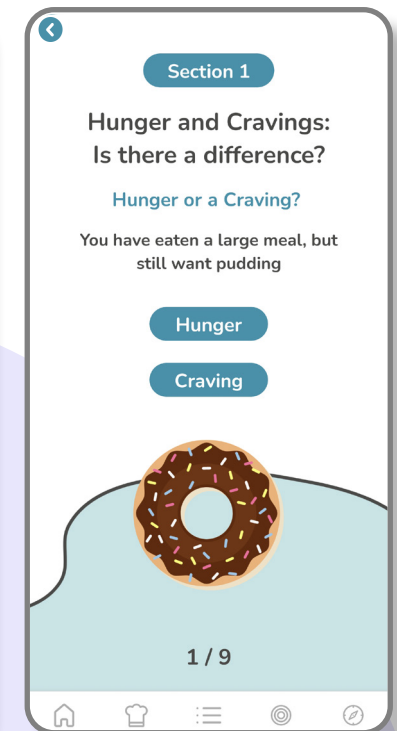 Section 1
Hunger and Cravings:
Is there a difference?
Hunger or a Craving?
You have eaten a large meal, but
still want pudding
Hunger
Craving
1 / 9